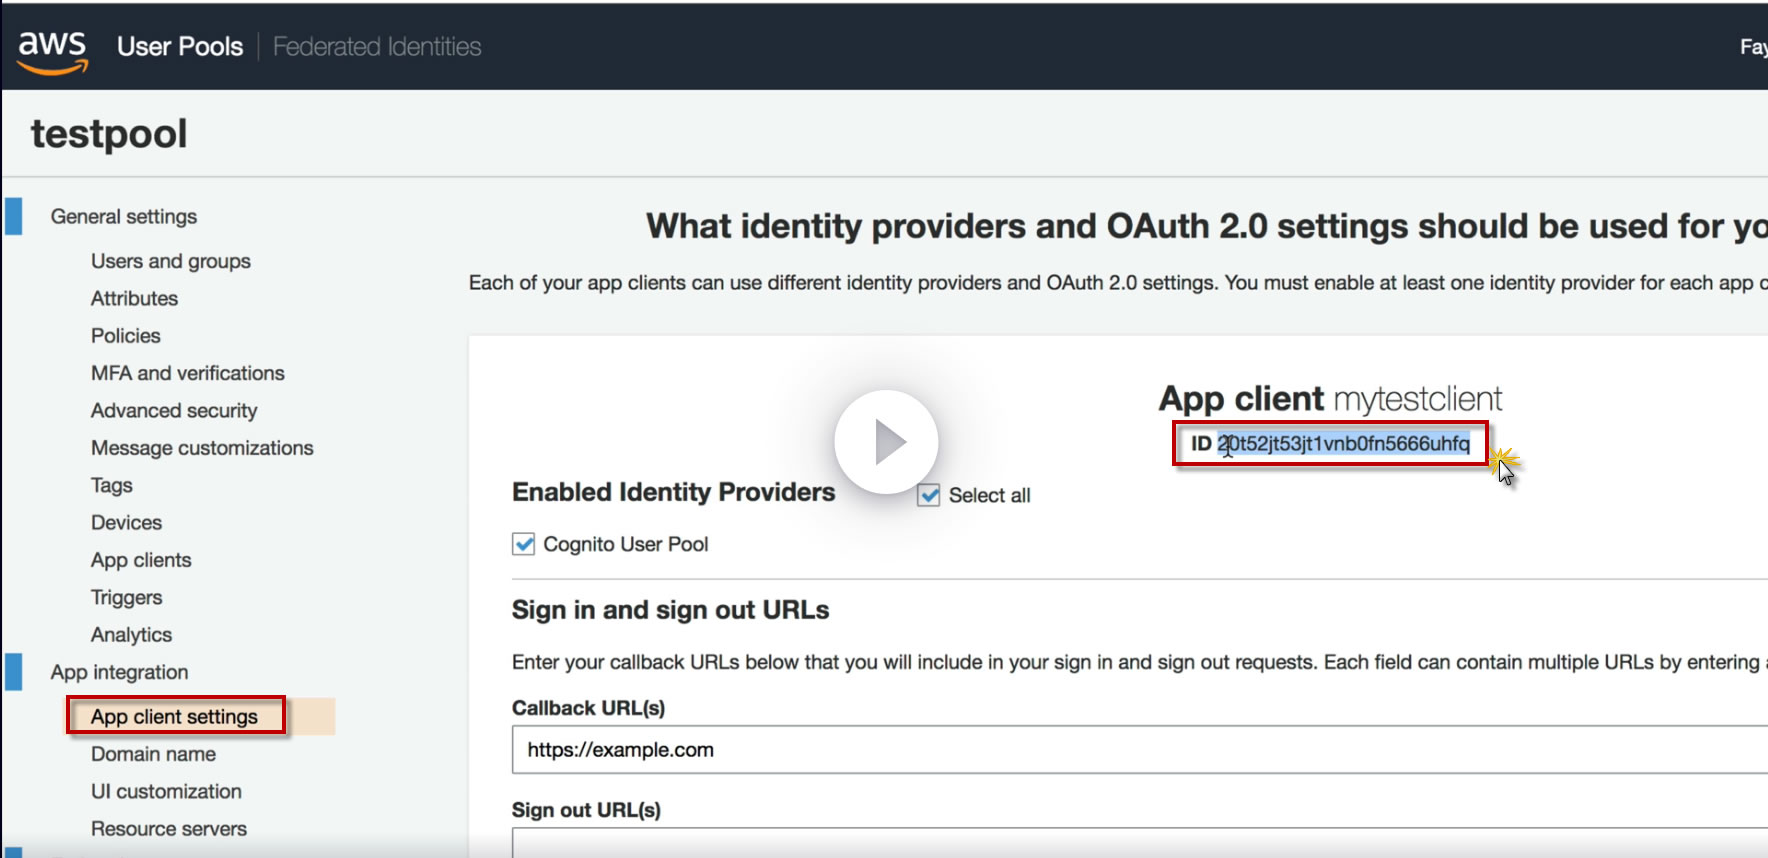 aws User Pools Federated Identities Fay
testpool
General settings
Users and groups
Attributes
Policies
MFA and verifications
Advanced security
Message customizations
Tags
Devices
App clients
Triggers
Analytics
App integration
App client settings
Domain name
UI customization
Resource servers
What identity providers and OAuth 2.0 settings should be used for yo
Each of your app clients can use different identity providers and OAuth 2.0 settings. You must enable at least one identity provider for each app c
App client mytestclient
ID 20t52jt53jt1vnb0fn5666uhfq
Enabled Identity Providers Select all
Cognito User Pool
Sign in and sign out URLs
Enter your callback URLs below that you will include in your sign in and sign out requests. Each field can contain multiple URLs by entering a
Callback URL(s)
https://example.com
Sign out URL(s)